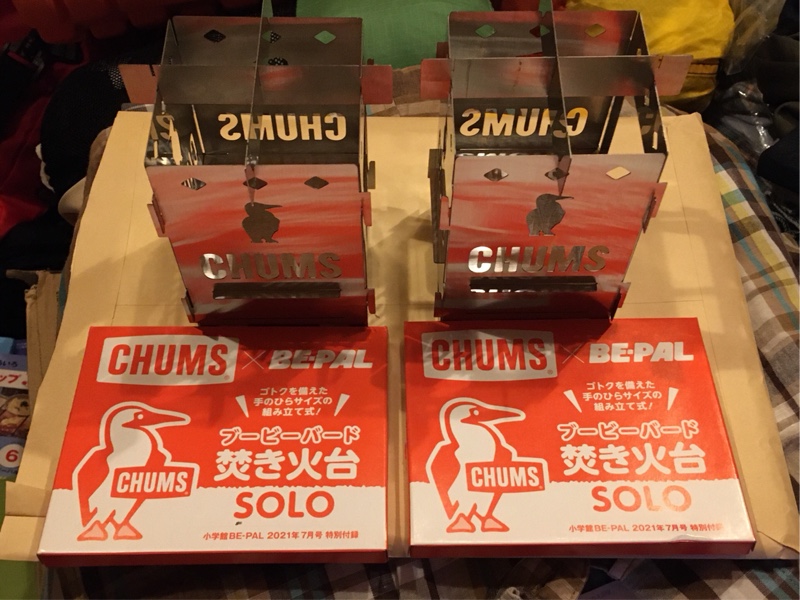 CHUMS
CHUMS
CHUMS
CHUMS
CHUMS × BE-PAL
ゴトクを備えた
手のひらサイズの
組み立て式!
ブービーバード
焚き火台
SOLO
CHUMS
小学館BE-PAL 2021年7月号 特別付録
CHUMS × BE-PAL
ゴトクを備えた
手のひらサイズの
組み立て式!
ブービーバード
焚き火台
SOLO
CHUMS
小学館BE-PAL 2021年7月号 特別付録
6